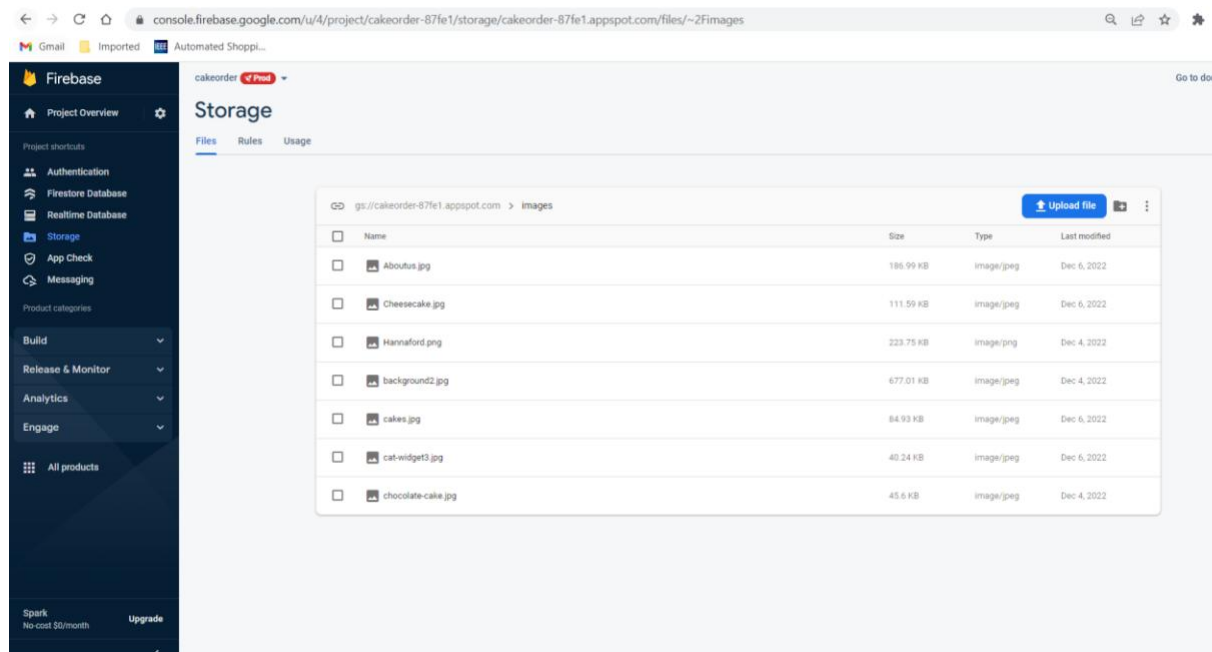 console.firebase.google.com/u/4/project/cakeorder-87fe1/storage/cakeorder-87fe1.appspot.com/files/~2Fimages
Gmail Imported IEEE Automated Shoppi...
Firebase
cakeorder Prod
Go to do
Project Overview
Storage
Files Rules Usage
Project shortcuts
Authentication
Firestore Database
Realtime Database
Storage
App Check
Messaging
Product categories
Build
Release & Monitor
Analytics
Engage
All products
Spark
No-cost $0/month
Upgrade
gs://cakeorder-87fe1.appspot.com > images
Upload file
Name Size Type Last modified
Aboutus.jpg 186.99 KB image/jpeg Dec 6, 2022
Cheesecake.jpg 111.59 KB image/jpeg Dec 6, 2022
Hannaford.png 223.75 KB image/png Dec 4, 2022
background2.jpg 677.01 KB image/jpeg Dec 4, 2022
cakes.jpg 84.93 KB image/jpeg Dec 6, 2022
cat-widget3.jpg 40.24 KB image/jpeg Dec 6, 2022
chocolate-cake.jpg 45.6 KB image/jpeg Dec 4, 2022